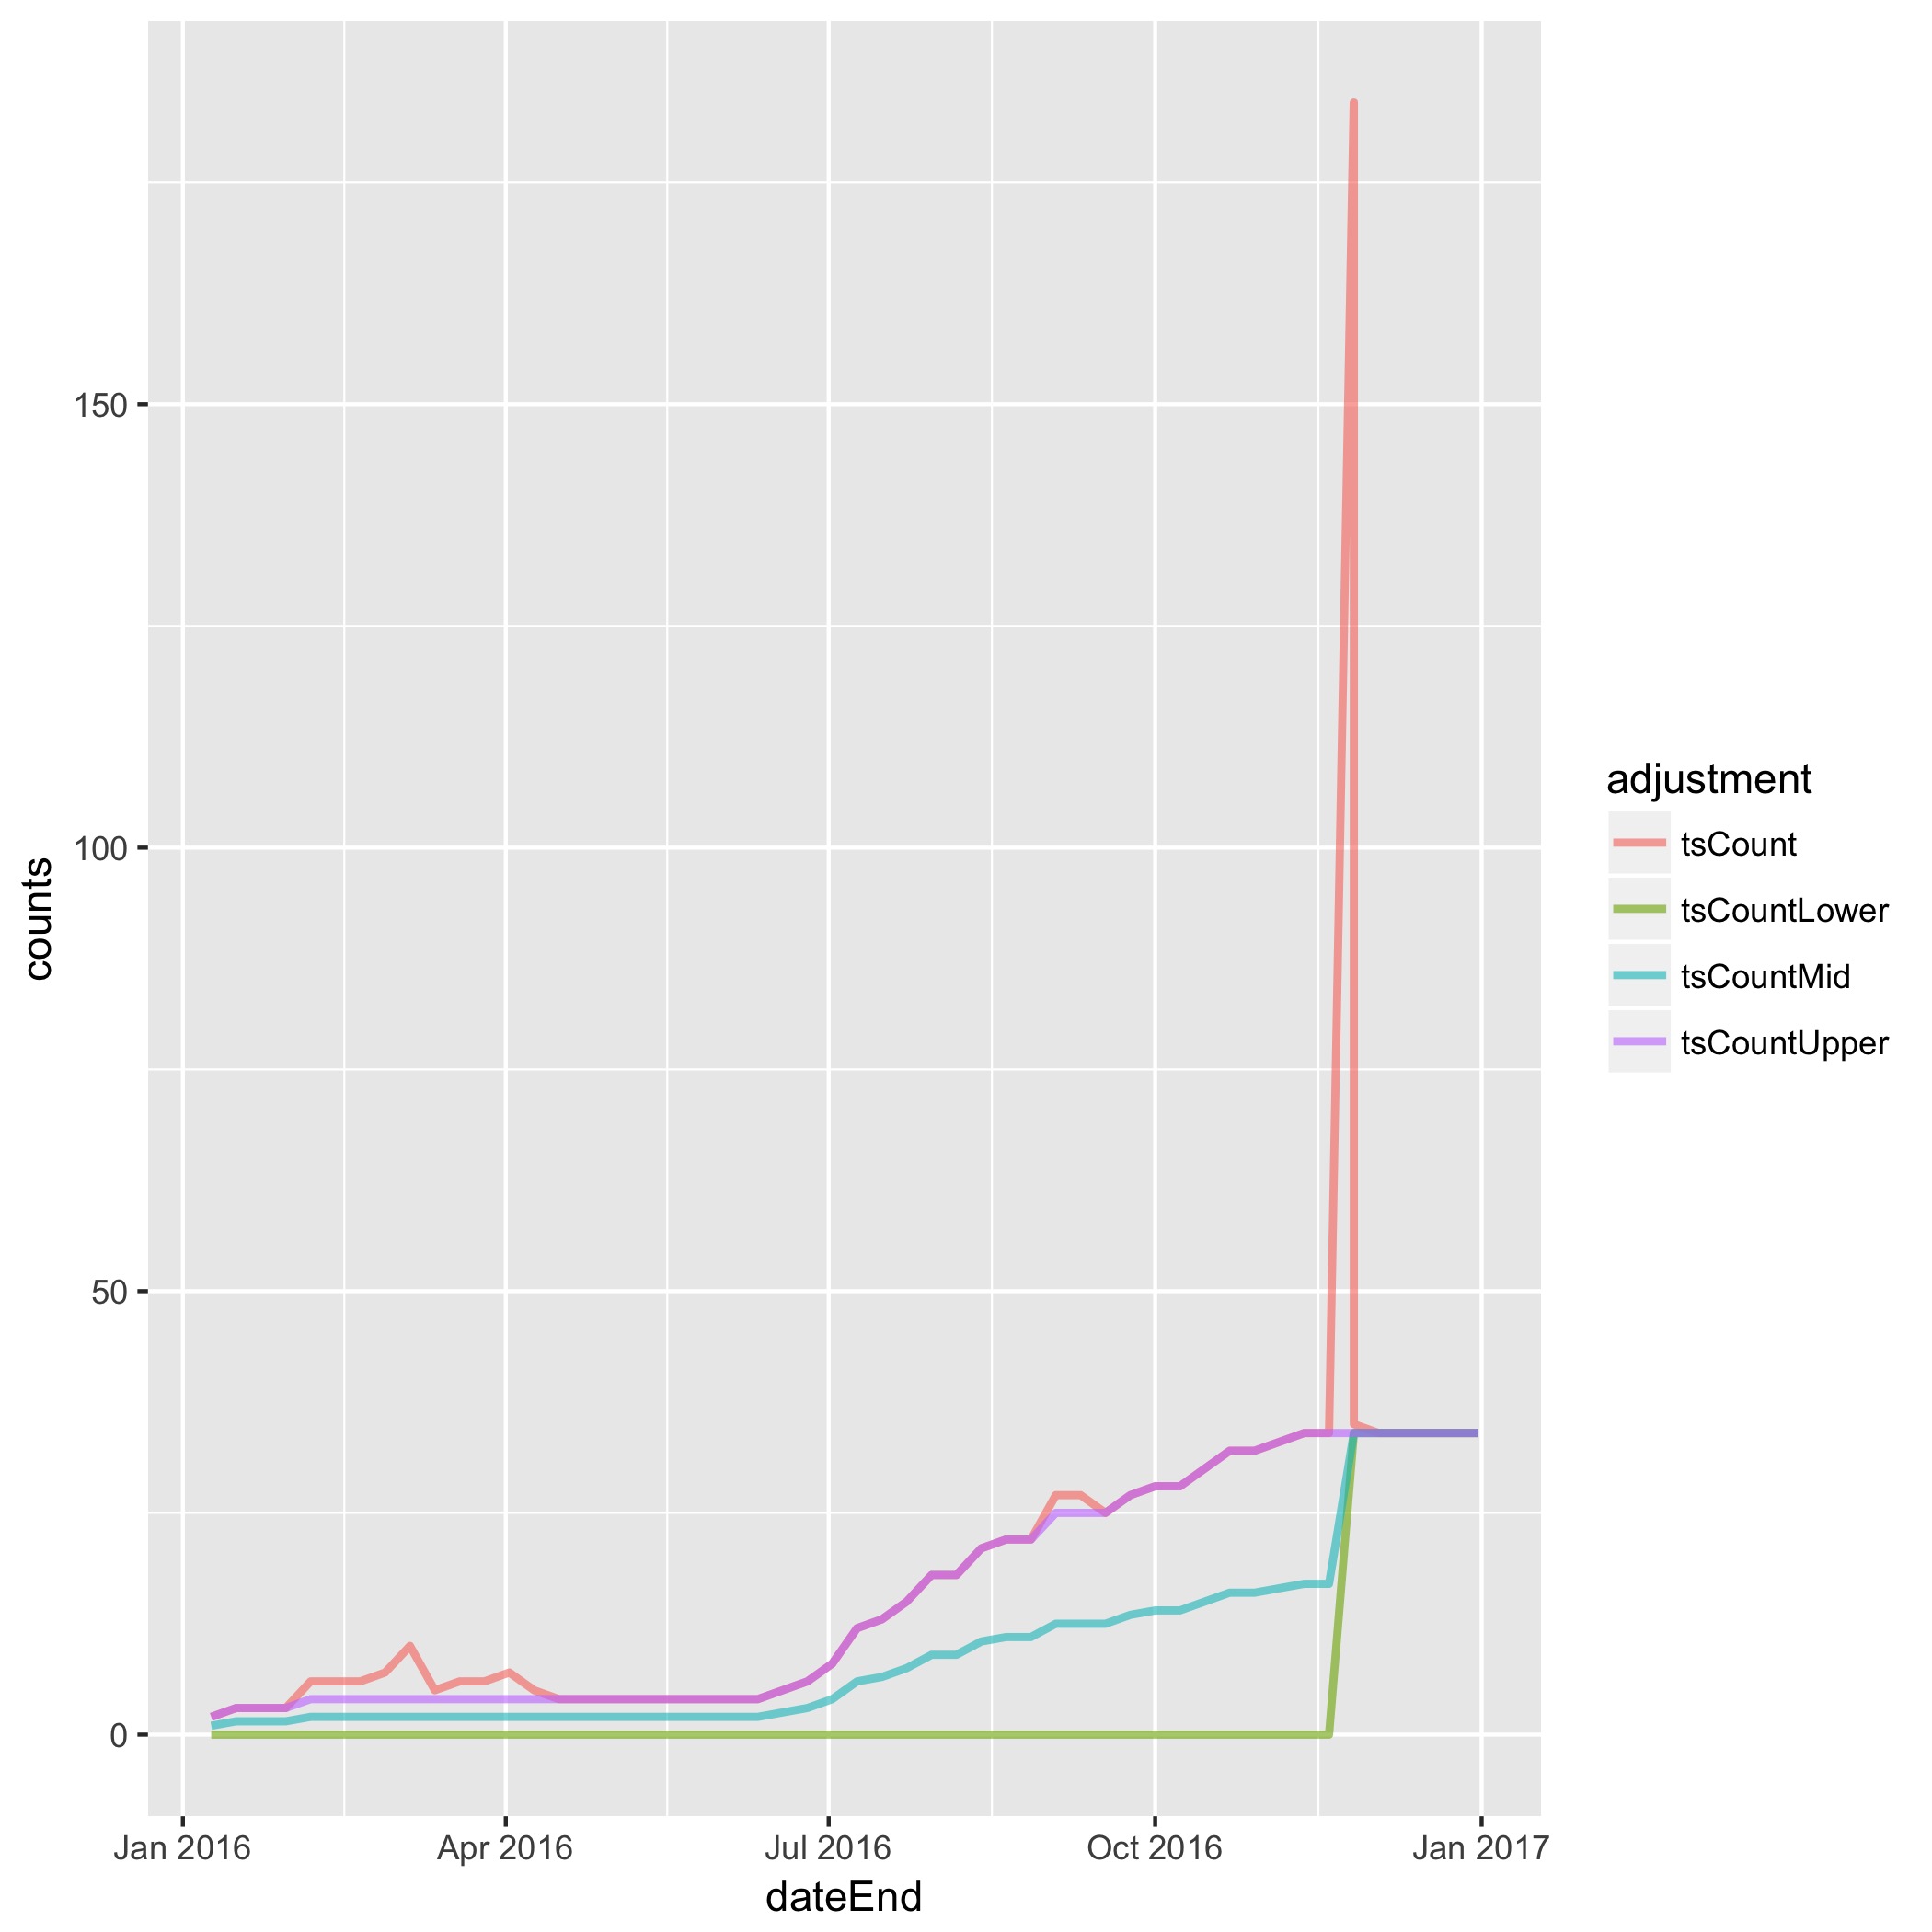 150
100
50
0
counts
Jan 2016
Apr 2016
Jul 2016
Oct 2016
Jan 2017
dateEnd
adjustment
tsCount
tsCountLower
tsCountMid
tsCountUpper